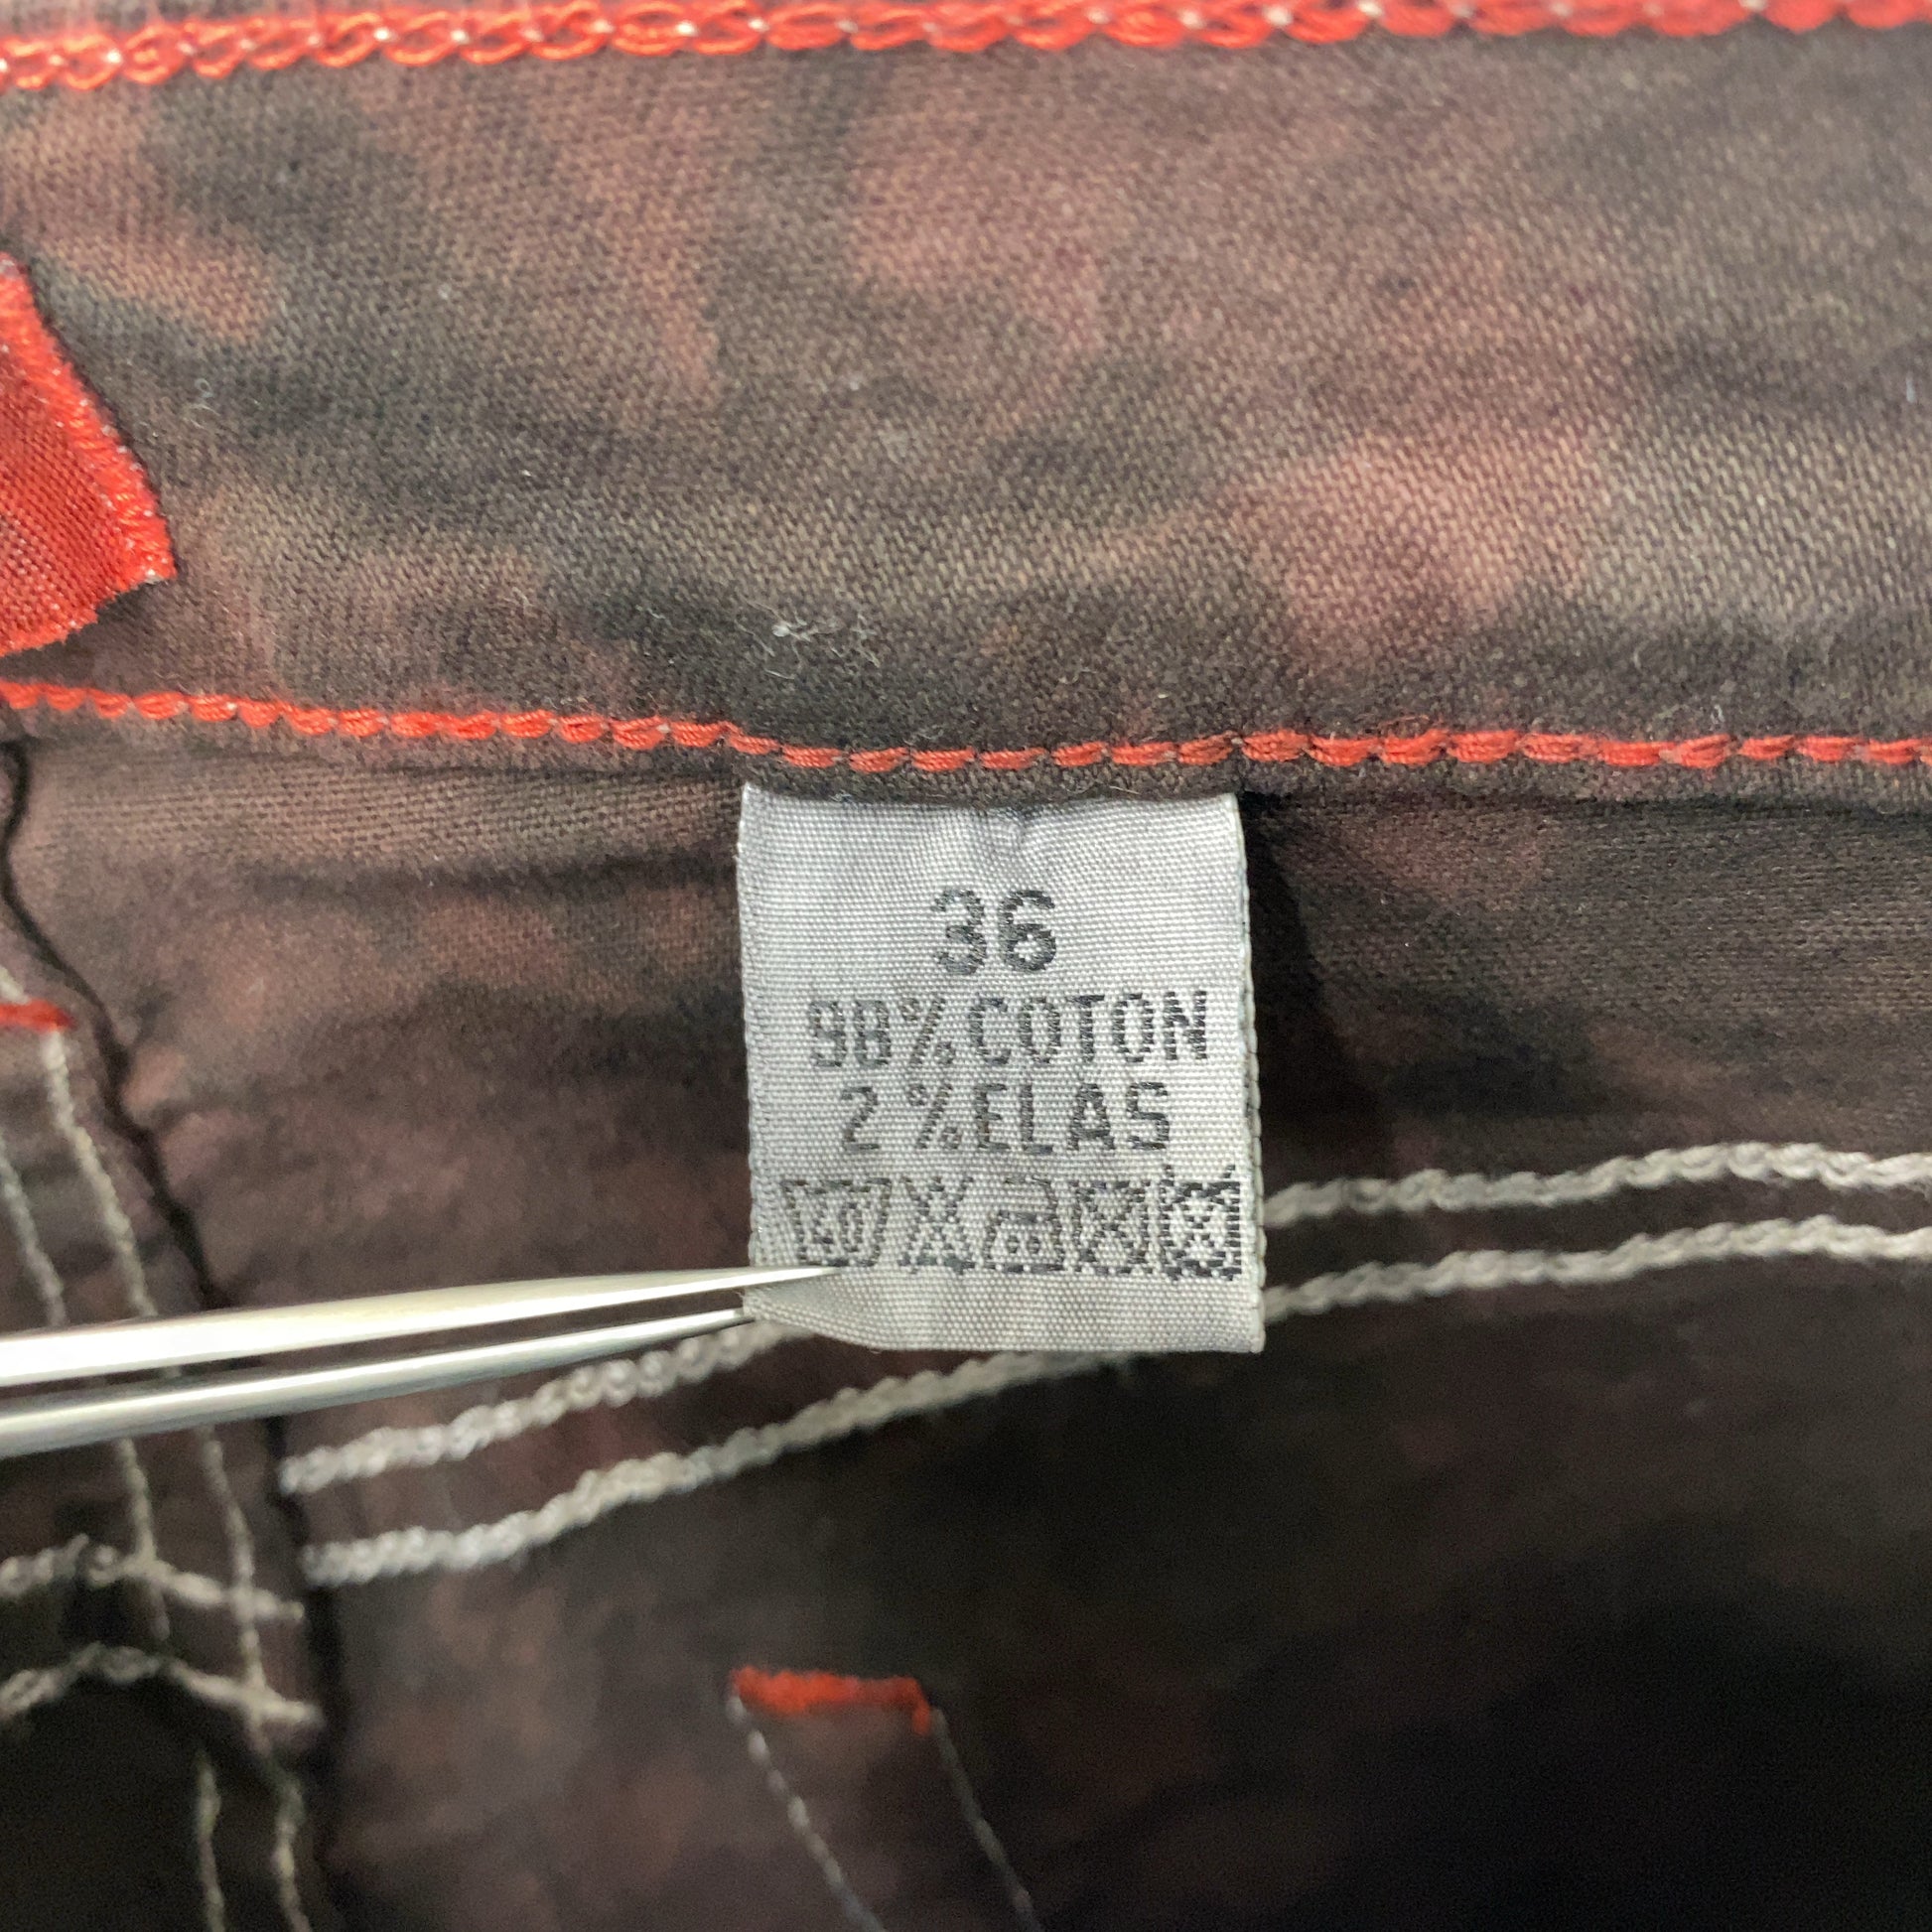 36
98% COTON
2% ELAS